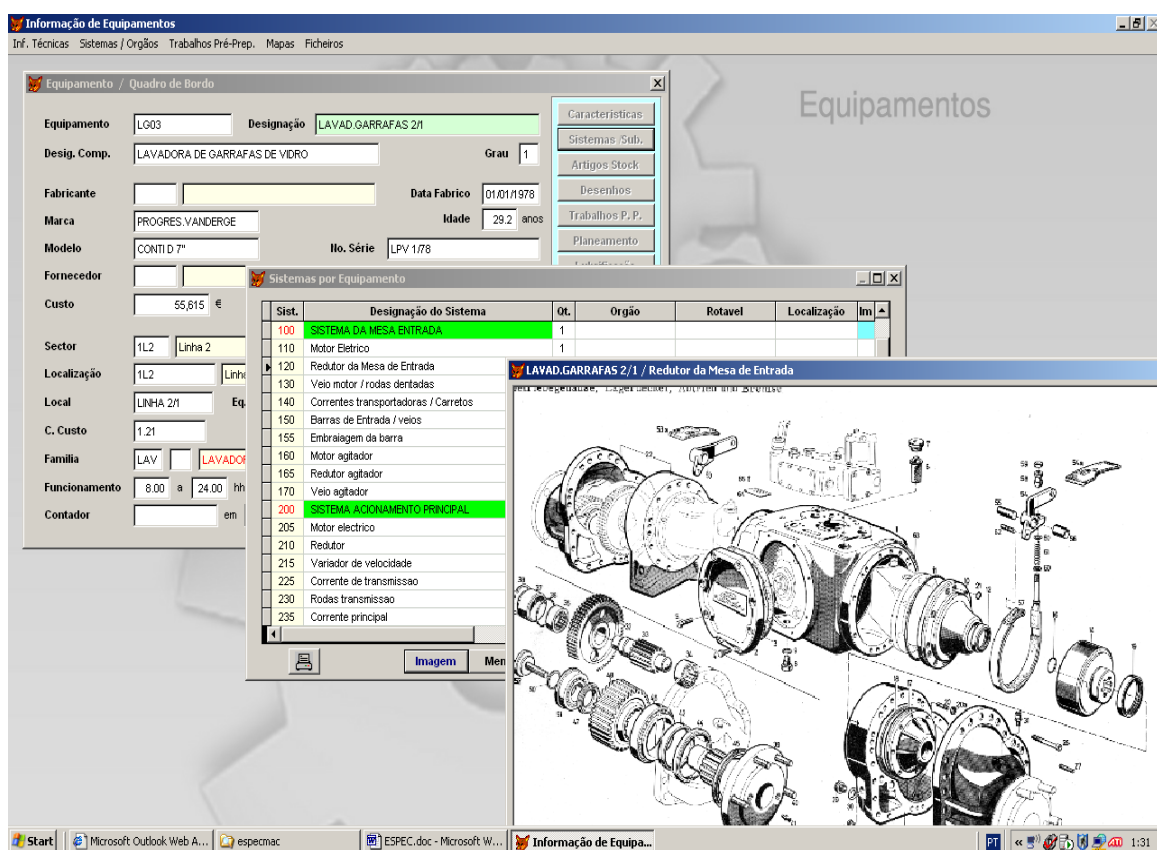 Informação de Equipamentos
Inf. Técnicas Sistemas / Orgãos Trabalhos Pré-Prep. Mapas Ficheiros
Equipamentos
Equipamento / Quadro de Bordo
Equipamento LG03 Designação LAVAD.GARRAFAS 2/1
Desig. Comp. LAVADORA DE GARRAFAS DE VIDRO Grau 1
Fabricante Data Fabrico 01/01/1978
Marca PROGRES.VANDERGE Idade 29.2 anos
Modelo CONTI D 7" No. Série LPV 1/78
Fornecedor
Custo 55,615 €
Sector 1L2 Linha 2
Localização 1L2
Local LINHA 2/1
C. Custo 1.21
Familia LAV
Funcionamento 8.00 a 24.00
Contador em
Caracteristicas
Sistemas /Sub.
Artigos Stock
Desenhos
Trabalhos P. P.
Planeamento
Sistemas por Equipamento
Sist. Designação do Sistema Qt. Orgão Rotavel Localização Im
100 SISTEMA DA MESA ENTRADA 1
110 Motor Eletrico 1
120 Redutor da Mesa de Entrada
130 Veio motor / rodas dentadas
140 Correntes transportadoras / Carretos
150 Barras de Entrada / veios
155 Embraiagem da barra
160 Motor agitador
165 Redutor agitador
170 Veio agitador
200 SISTEMA ACIONAMENTO PRINCIPAL
205 Motor electrico
210 Redutor
215 Variador de velocidade
225 Corrente de transmissao
230 Rodas transmissao
235 Corrente principal
Imagem
LAVAD.GARRAFAS 2/1 / Redutor da Mesa de Entrada
Start Microsoft Outlook Web A... especmac ESPEC.doc - Microsoft W... Informação de Equipa... PT 1:31